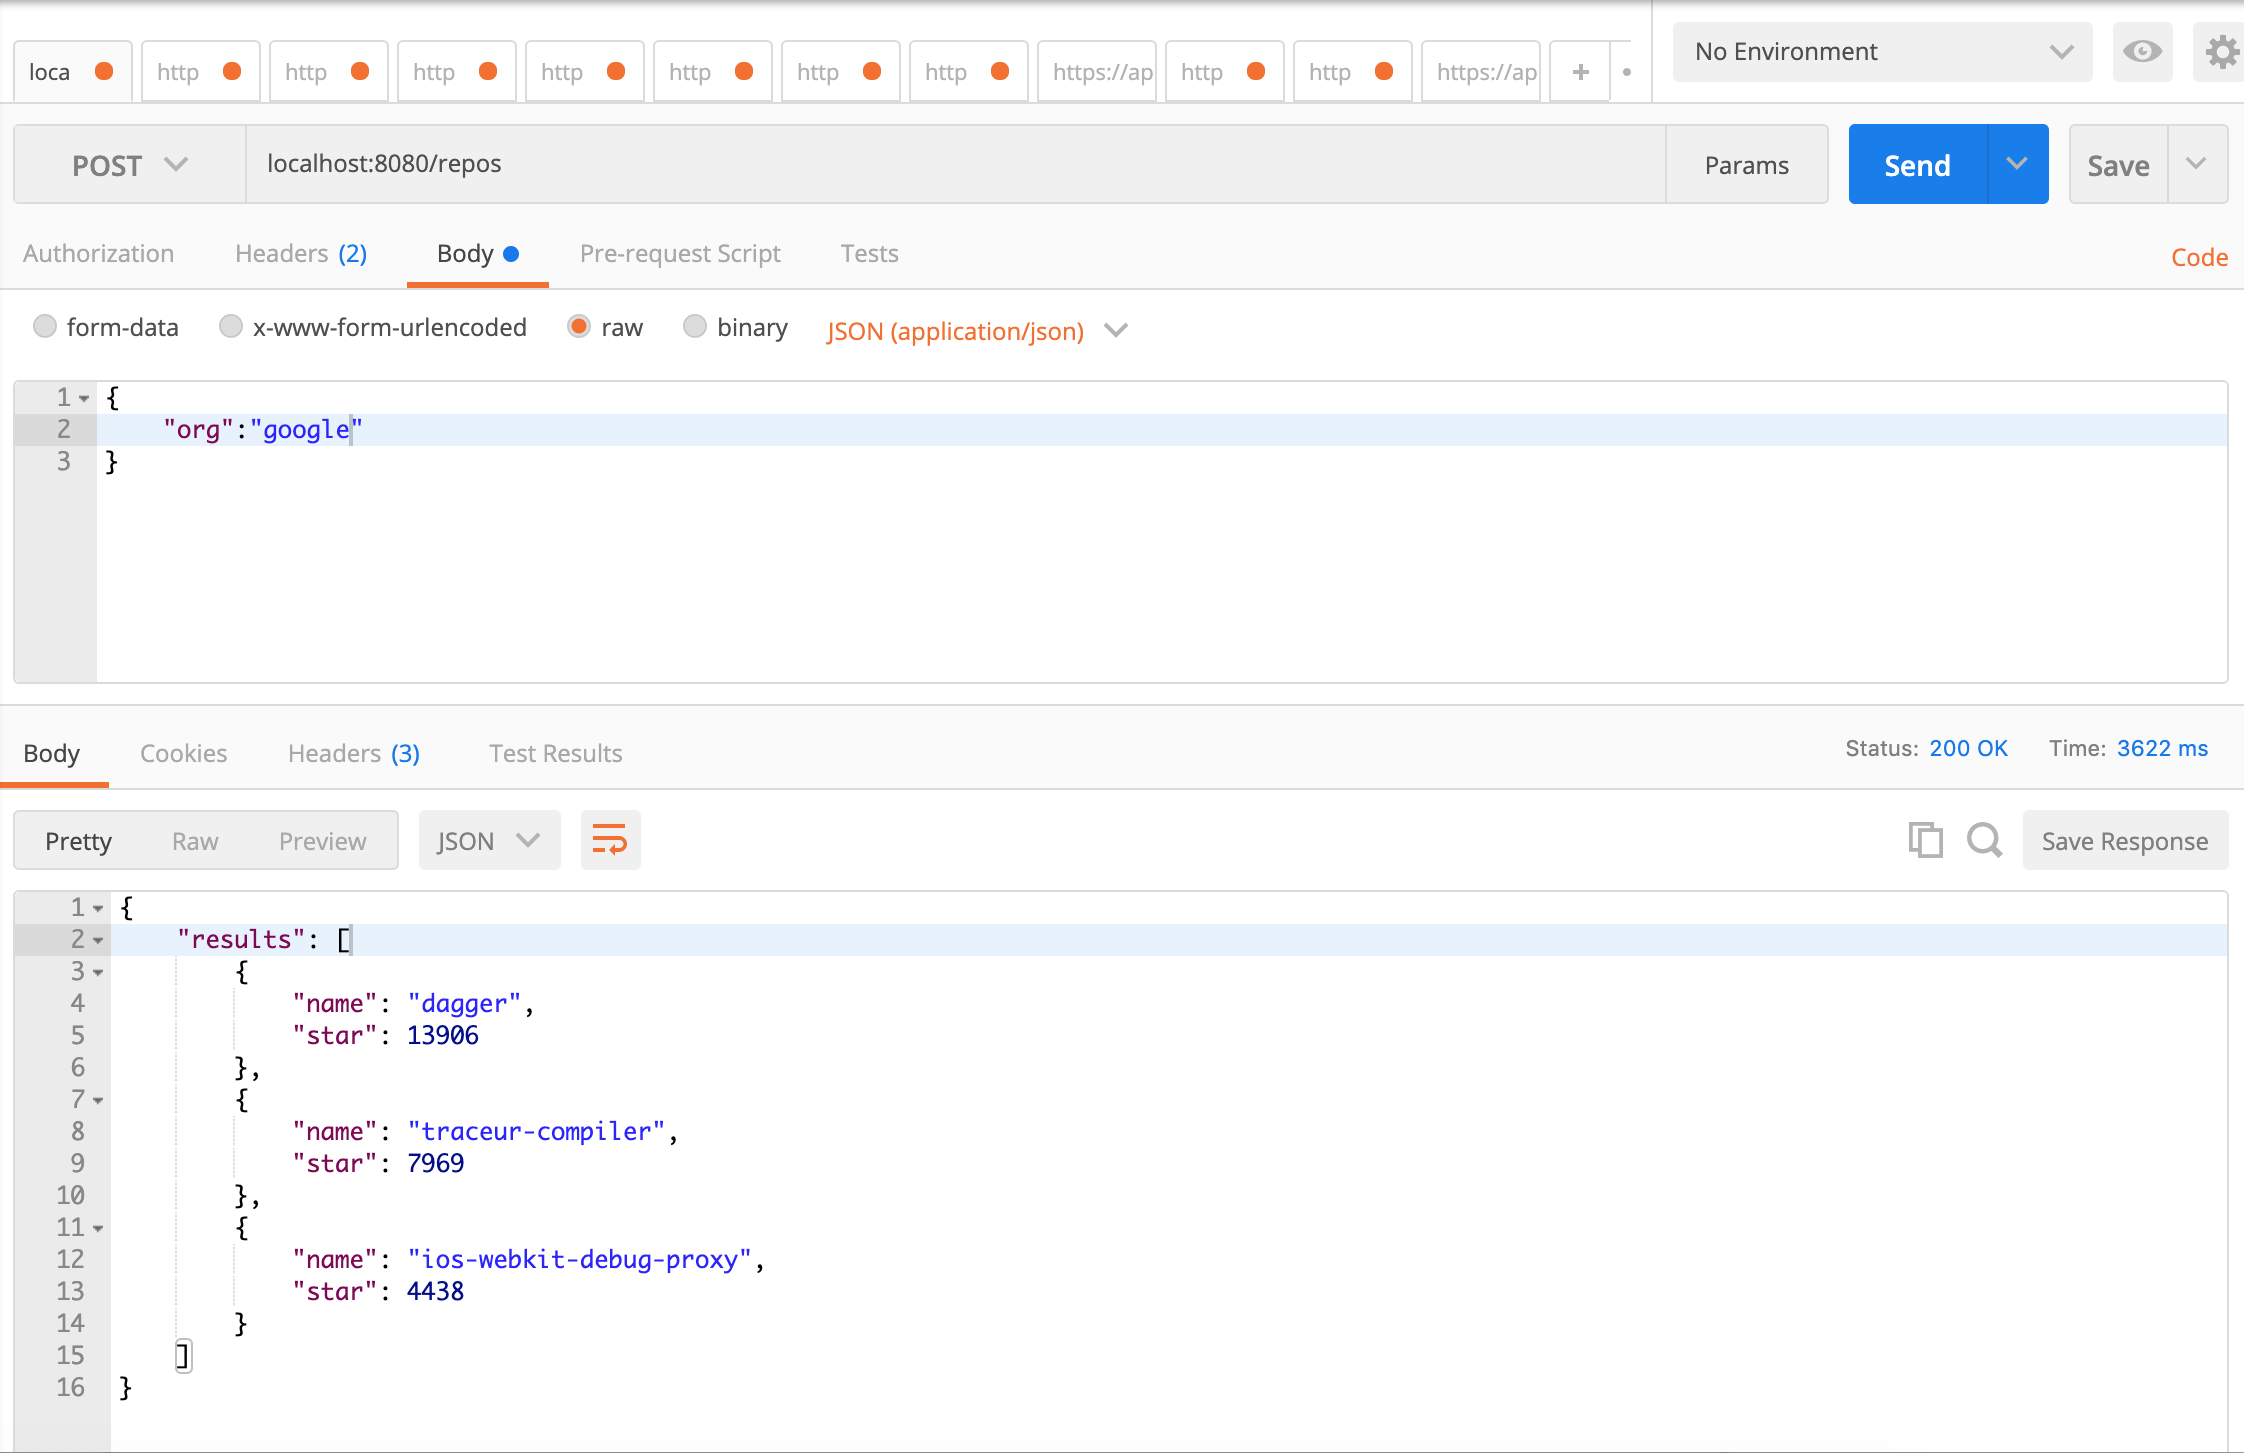 loca http http http http http http http https://ap http http https://ap + No Environment
POST localhost:8080/repos Params Send Save
Authorization Headers (2) Body Pre-request Script Tests Code
form-data x-www-form-urlencoded raw binary JSON (application/json)
1 {
2 "org":"google"
3 }
Body Cookies Headers (3) Test Results Status: 200 OK Time: 3622 ms
Pretty Raw Preview JSON Save Response
1 {
2 "results": [
3 {
4 "name": "dagger",
5 "star": 13906
6 },
7 {
8 "name": "traceur-compiler",
9 "star": 7969
10 },
11 {
12 "name": "ios-webkit-debug-proxy",
13 "star": 4438
14 }
15 ]
16 }